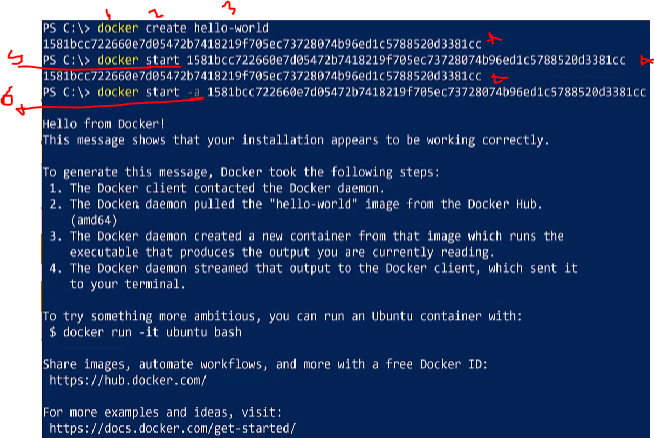 1 2 3
PS C:\> docker create hello-world
1581bcc722660e7d05472b7418219f705ec73728074b96ed1c5788520d3381cc
PS C:\> docker start 1581bcc722660e7d05472b7418219f705ec73728074b96ed1c5788520d3381cc
1581bcc722660e7d05472b7418219f705ec73728074b96ed1c5788520d3381cc
PS C:\> docker start -a 1581bcc722660e7d05472b7418219f705ec73728074b96ed1c5788520d3381cc
Hello from Docker!
This message shows that your installation appears to be working correctly.
To generate this message, Docker took the following steps:
1. The Docker client contacted the Docker daemon.
2. The Docker daemon pulled the "hello-world" image from the Docker Hub.
(amd64)
3. The Docker daemon created a new container from that image which runs the
executable that produces the output you are currently reading.
4. The Docker daemon streamed that output to the Docker client, which sent it
to your terminal.
To try something more ambitious, you can run an Ubuntu container with:
$ docker run -it ubuntu bash
Share images, automate workflows, and more with a free Docker ID:
https://hub.docker.com/
For more examples and ideas, visit:
https://docs.docker.com/get-started/